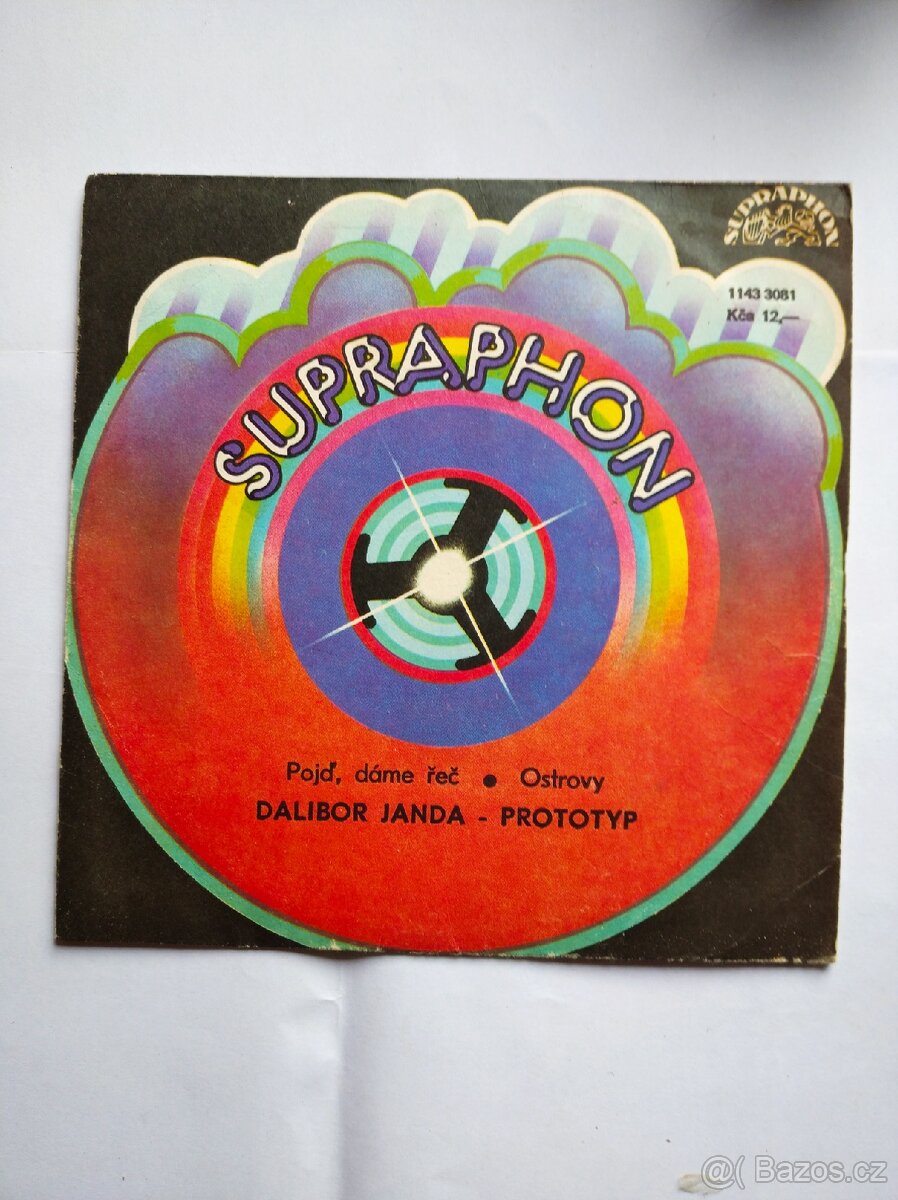 SUPRAPHON
1143 3081
Kčs 12,—
SUPRAPHON
Pojď, dáme řeč • Ostrovy
DALIBOR JANDA - PROTOTYP
@( Bazos.cz